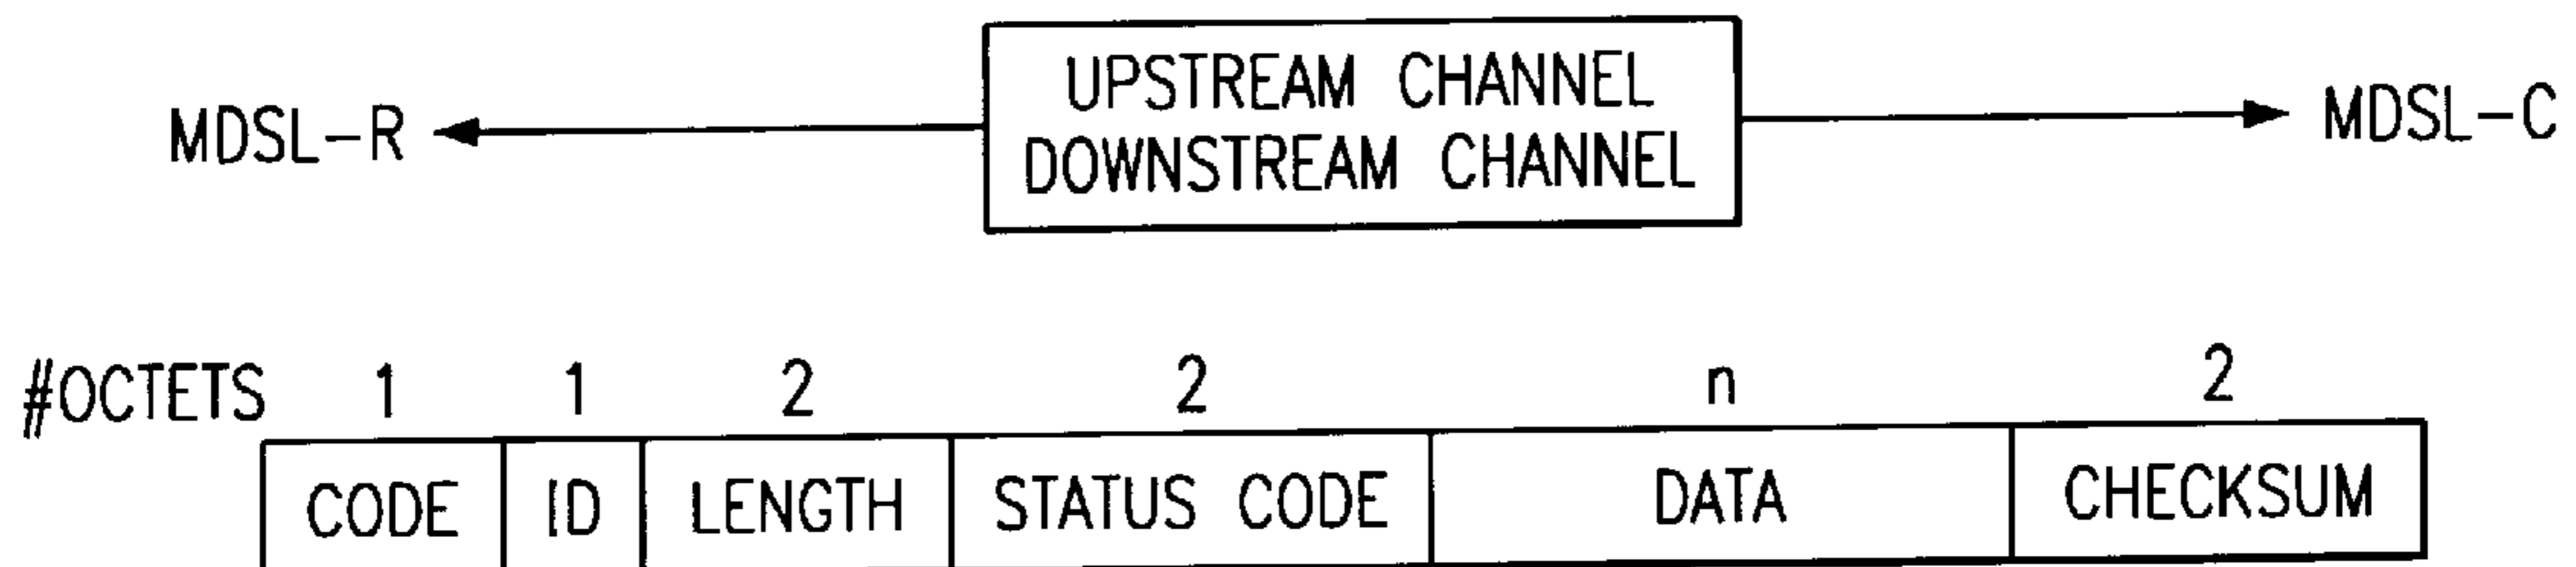 UPSTREAM CHANNEL
MDSL-R DOWNSTREAM CHANNEL MDSL-C
#OCTETS 1 1 2 2 n 2
CODE ID LENGTH STATUS CODE DATA CHECKSUM